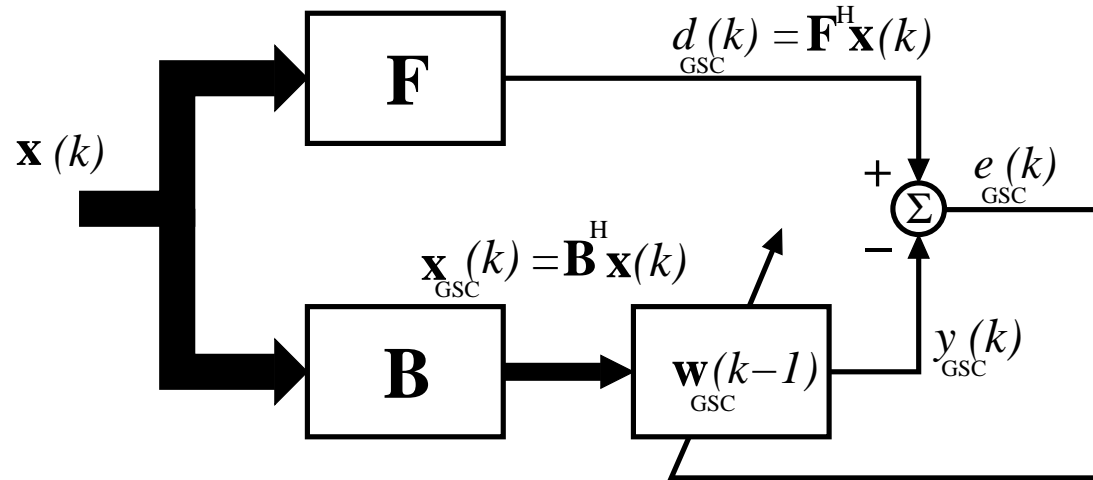 d_GSC(k) = F^H x(k)
F
x(k)
+
e_GSC(k)
Σ
−
x_GSC(k) = B^H x(k)
B
w_GSC(k−1)
y_GSC(k)